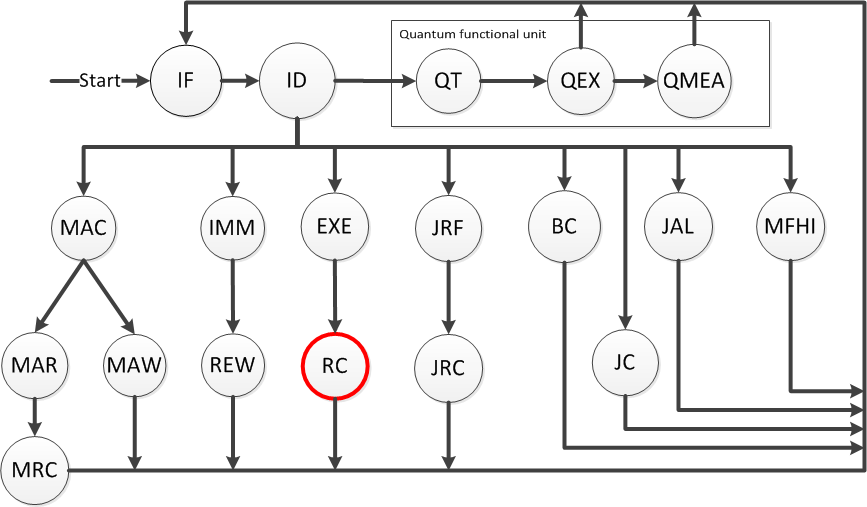 Quantum functional unit
Start
IF
ID
QT
QEX
QMEA
MAC
IMM
EXE
JRF
BC
JAL
MFHI
MAR
MAW
REW
RC
JRC
JC
MRC